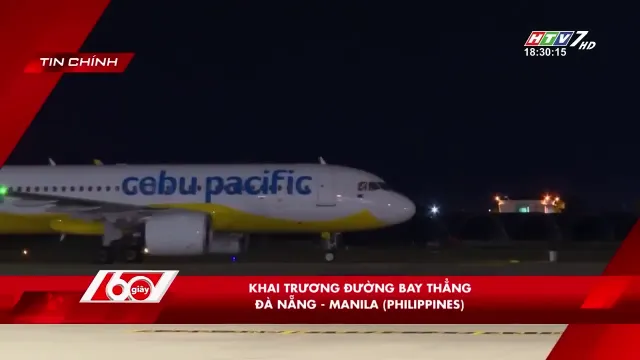 TIN CHÍNH
HTV7 HD
18:30:15
cebu pacific
60 giây
KHAI TRƯƠNG ĐƯỜNG BAY THẲNG
ĐÀ NẴNG - MANILA (PHILIPPINES)